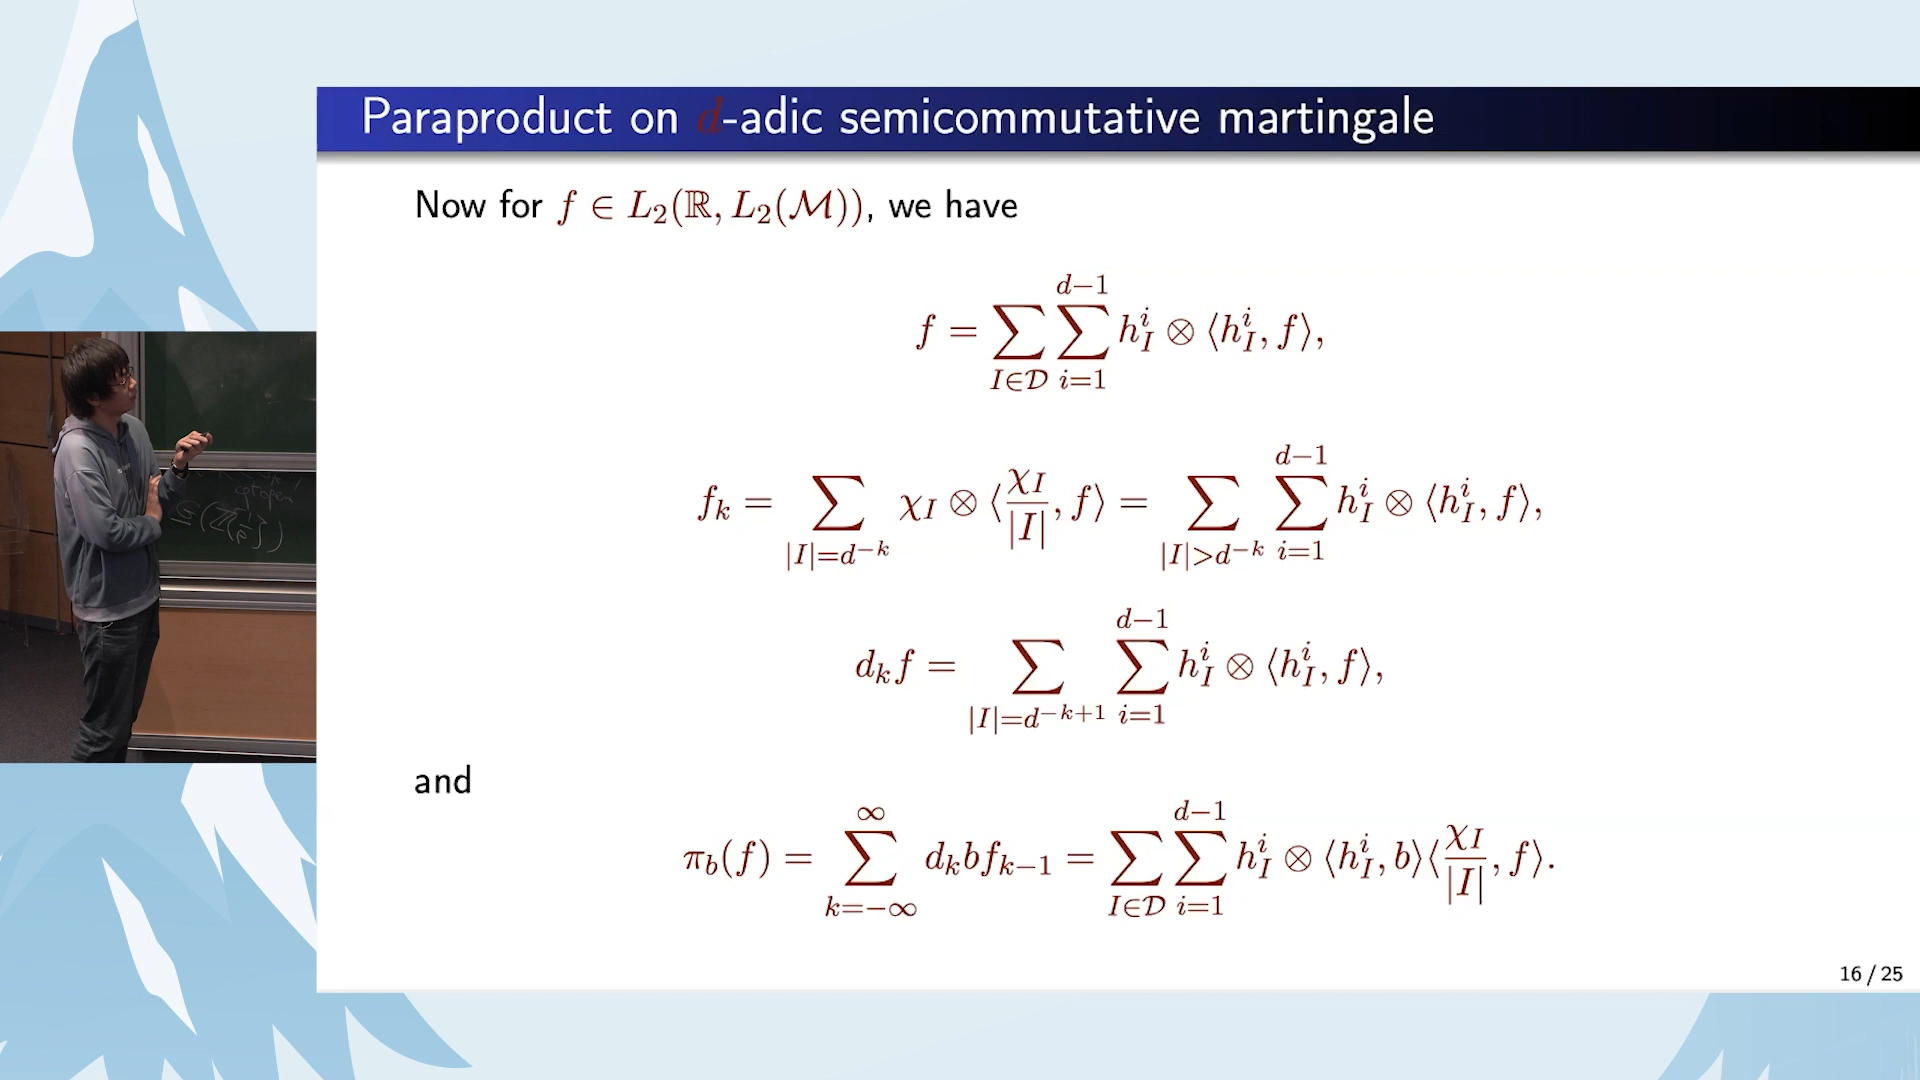 Paraproduct on d-adic semicommutative martingale
Now for f ∈ L₂(ℝ, L₂(ℳ)), we have
f = ∑_{I∈𝒟} ∑_{i=1}^{d−1} h_I^i ⊗ ⟨h_I^i, f⟩,
f_k = ∑_{|I|=d^{−k}} χ_I ⊗ ⟨χ_I/|I|, f⟩ = ∑_{|I|>d^{−k}} ∑_{i=1}^{d−1} h_I^i ⊗ ⟨h_I^i, f⟩,
d_k f = ∑_{|I|=d^{−k+1}} ∑_{i=1}^{d−1} h_I^i ⊗ ⟨h_I^i, f⟩,
and
π_b(f) = ∑_{k=−∞}^{∞} d_k b f_{k−1} = ∑_{I∈𝒟} ∑_{i=1}^{d−1} h_I^i ⊗ ⟨h_I^i, b⟩⟨χ_I/|I|, f⟩.
16 / 25